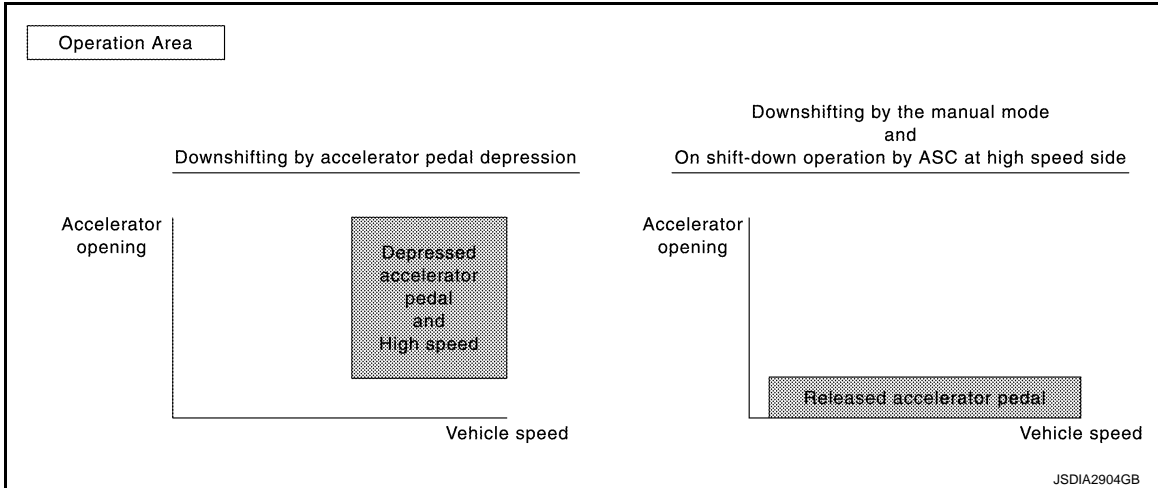 Operation Area
Downshifting by accelerator pedal depression
Accelerator
opening
Depressed
accelerator
pedal
and
High speed
Vehicle speed
Downshifting by the manual mode
and
On shift-down operation by ASC at high speed side
Accelerator
opening
Released accelerator pedal
Vehicle speed
JSDIA2904GB